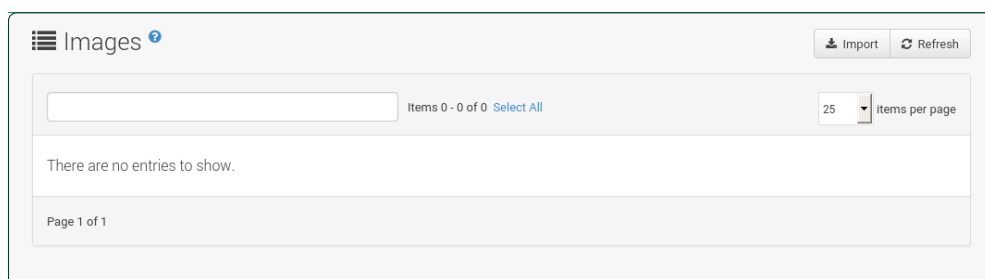 Images ?
Import Refresh
Items 0 - 0 of 0 Select All 25 items per page
There are no entries to show.
Page 1 of 1